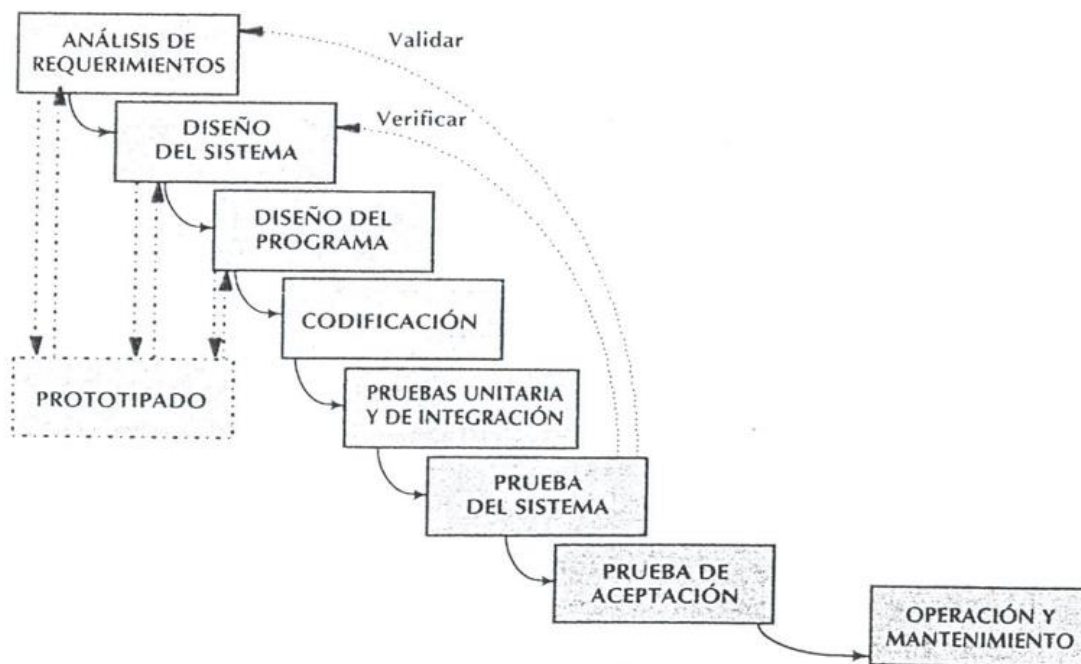 ANÁLISIS DE
REQUERIMIENTOS
Validar
DISEÑO
DEL SISTEMA
Verificar
DISEÑO DEL
PROGRAMA
CODIFICACIÓN
PROTOTIPADO
PRUEBAS UNITARIA
Y DE INTEGRACIÓN
PRUEBA
DEL SISTEMA
PRUEBA DE
ACEPTACIÓN
OPERACIÓN Y
MANTENIMIENTO